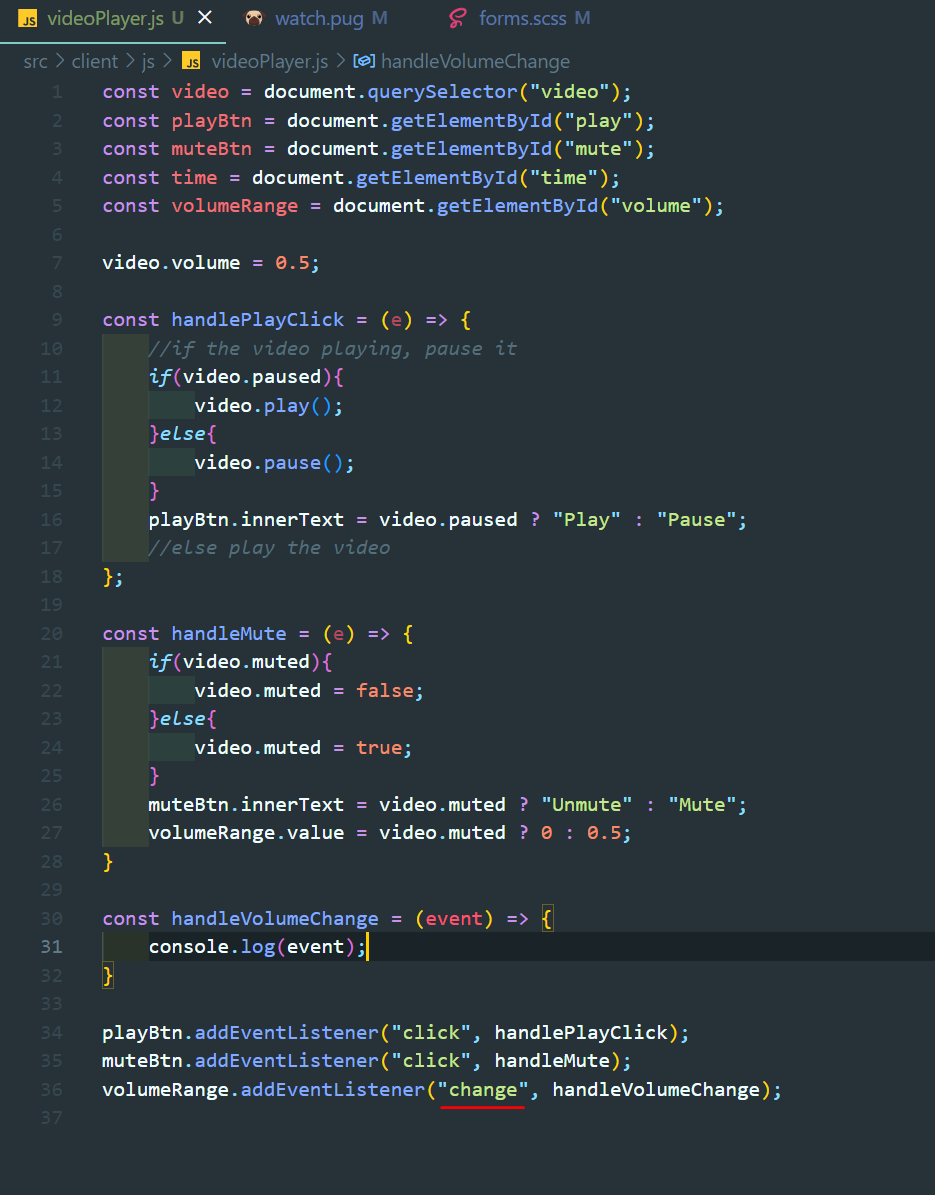 JS videoPlayer.js U ✕ watch.pug M forms.scss M
src > client > js > JS videoPlayer.js > handleVolumeChange
1 const video = document.querySelector("video");
2 const playBtn = document.getElementById("play");
3 const muteBtn = document.getElementById("mute");
4 const time = document.getElementById("time");
5 const volumeRange = document.getElementById("volume");
6
7 video.volume = 0.5;
8
9 const handlePlayClick = (e) => {
10 //if the video playing, pause it
11 if(video.paused){
12 video.play();
13 }else{
14 video.pause();
15 }
16 playBtn.innerText = video.paused ? "Play" : "Pause";
17 //else play the video
18 };
19
20 const handleMute = (e) => {
21 if(video.muted){
22 video.muted = false;
23 }else{
24 video.muted = true;
25 }
26 muteBtn.innerText = video.muted ? "Unmute" : "Mute";
27 volumeRange.value = video.muted ? 0 : 0.5;
28 }
29
30 const handleVolumeChange = (event) => {
31 console.log(event);
32 }
33
34 playBtn.addEventListener("click", handlePlayClick);
35 muteBtn.addEventListener("click", handleMute);
36 volumeRange.addEventListener("change", handleVolumeChange);
37